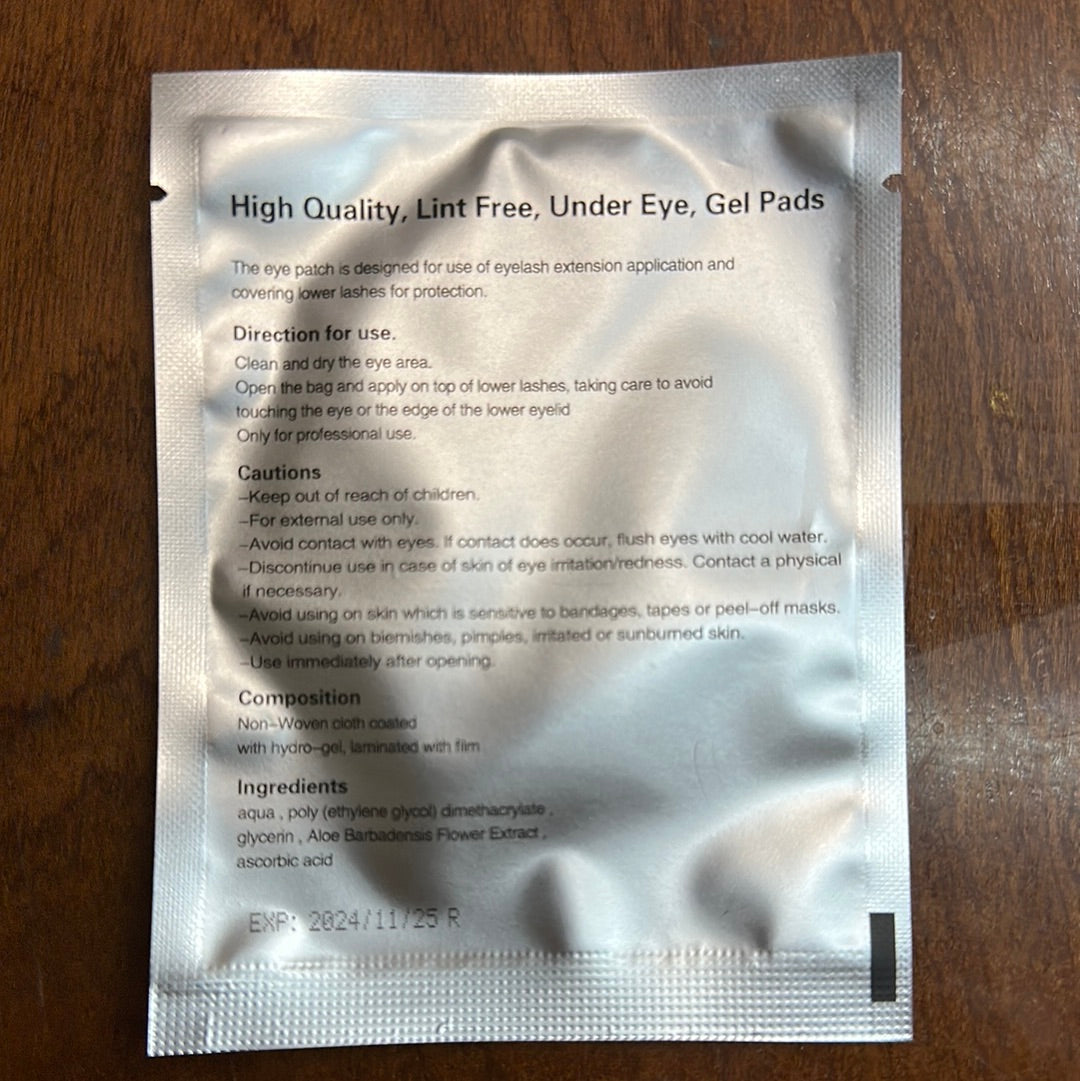 High Quality, Lint Free, Under Eye, Gel Pads
The eye patch is designed for use of eyelash extension application and
covering lower lashes for protection.
Direction for use.
Clean and dry the eye area.
Open the bag and apply on top of lower lashes, taking care to avoid
touching the eye or the edge of the lower eyelid
Only for professional use.
Cautions
–Keep out of reach of children.
–For external use only.
–Avoid contact with eyes. If contact does occur, flush eyes with cool water.
–Discontinue use in case of skin of eye irritation/redness. Contact a physical
if necessary.
–Avoid using on skin which is sensitive to bandages, tapes or peel–off masks.
–Avoid using on blemishes, pimples, irritated or sunburned skin.
–Use immediately after opening.
Composition
Non–Woven cloth coated
with hydro–gel, laminated with film
Ingredients
aqua , poly (ethylene glycol) dimethacrylate ,
glycerin , Aloe Barbadensis Flower Extract ,
ascorbic acid
EXP: 2024/11/25 R